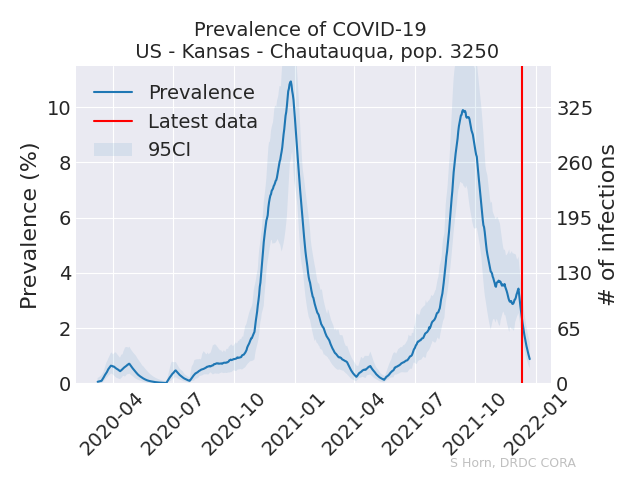 Prevalence of COVID-19
US - Kansas - Chautauqua, pop. 3250
Prevalence
Latest data
95CI
Prevalence (%)
10
8
6
4
2
0
325
260
195
130
65
0
# of infections
2020-04
2020-07
2020-10
2021-01
2021-04
2021-07
2021-10
2022-01
S Horn, DRDC CORA